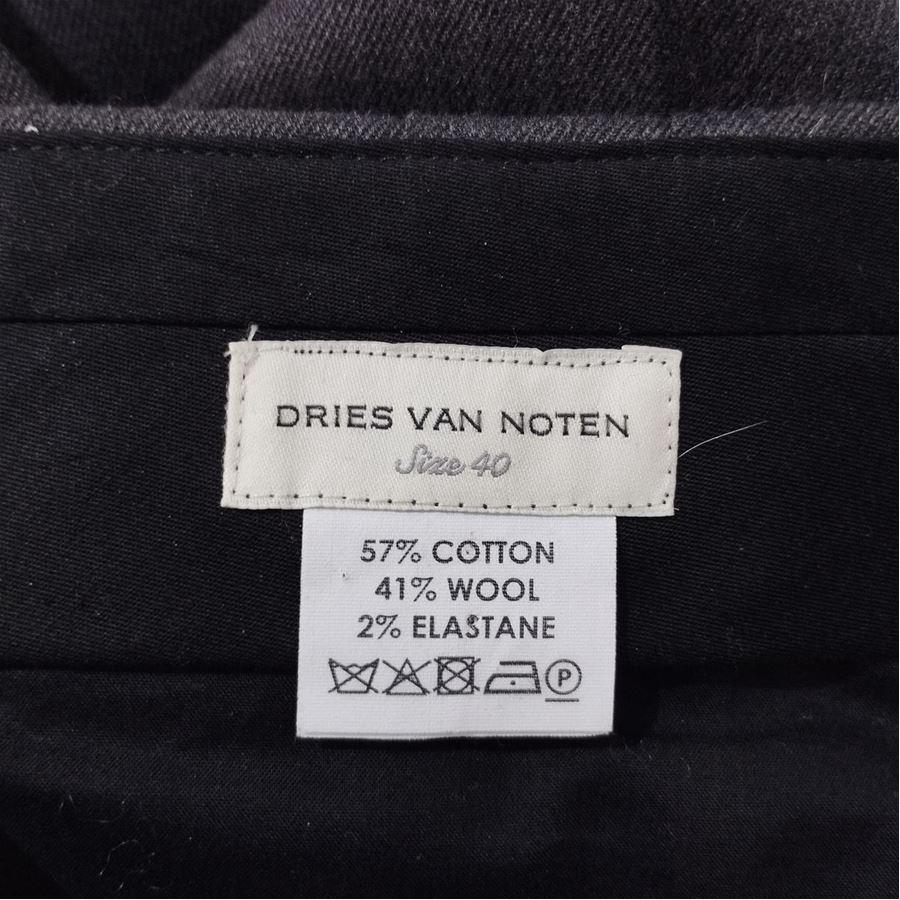 DRIES VAN NOTEN
Size 40
57% COTTON
41% WOOL
2% ELASTANE
P